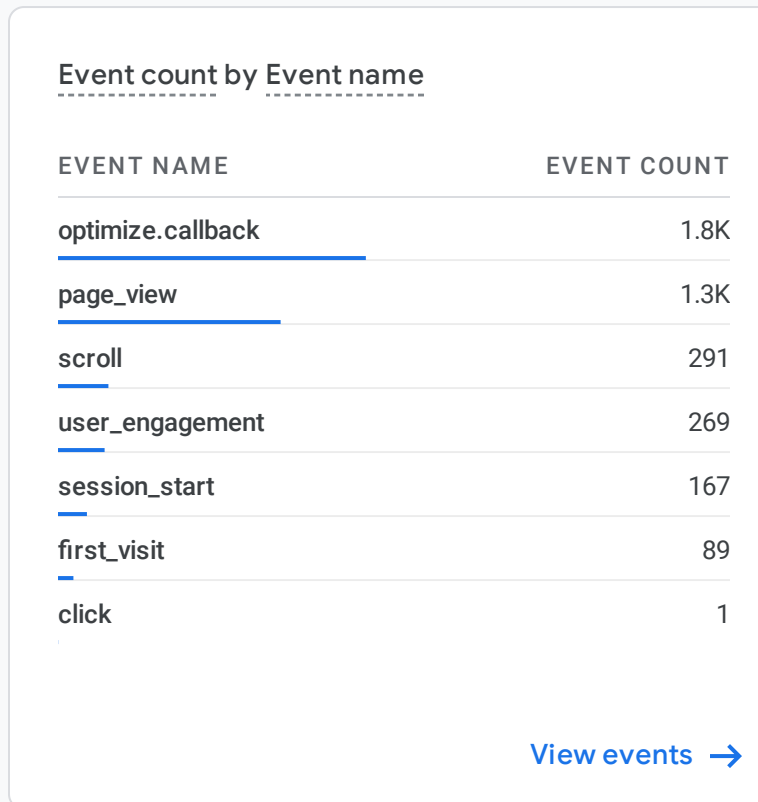 Event count by Event name
EVENT NAME EVENT COUNT
optimize.callback 1.8K
page_view 1.3K
scroll 291
user_engagement 269
session_start 167
first_visit 89
click 1
View events